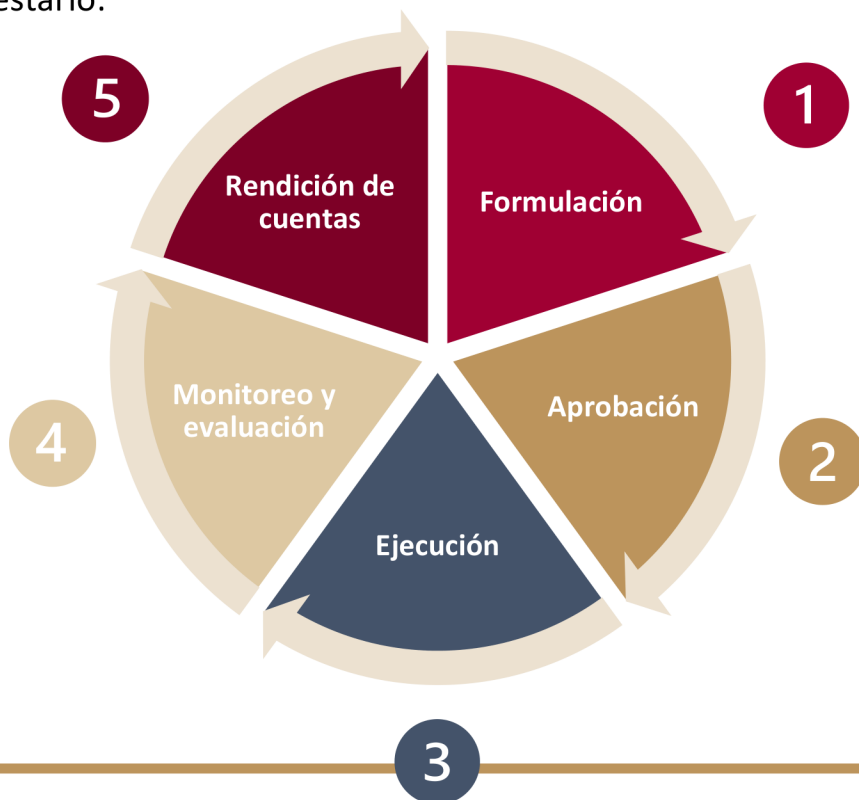 5
1
Rendición de
cuentas
Formulación
Monitoreo y
evaluación
Aprobación
4
2
Ejecución
3